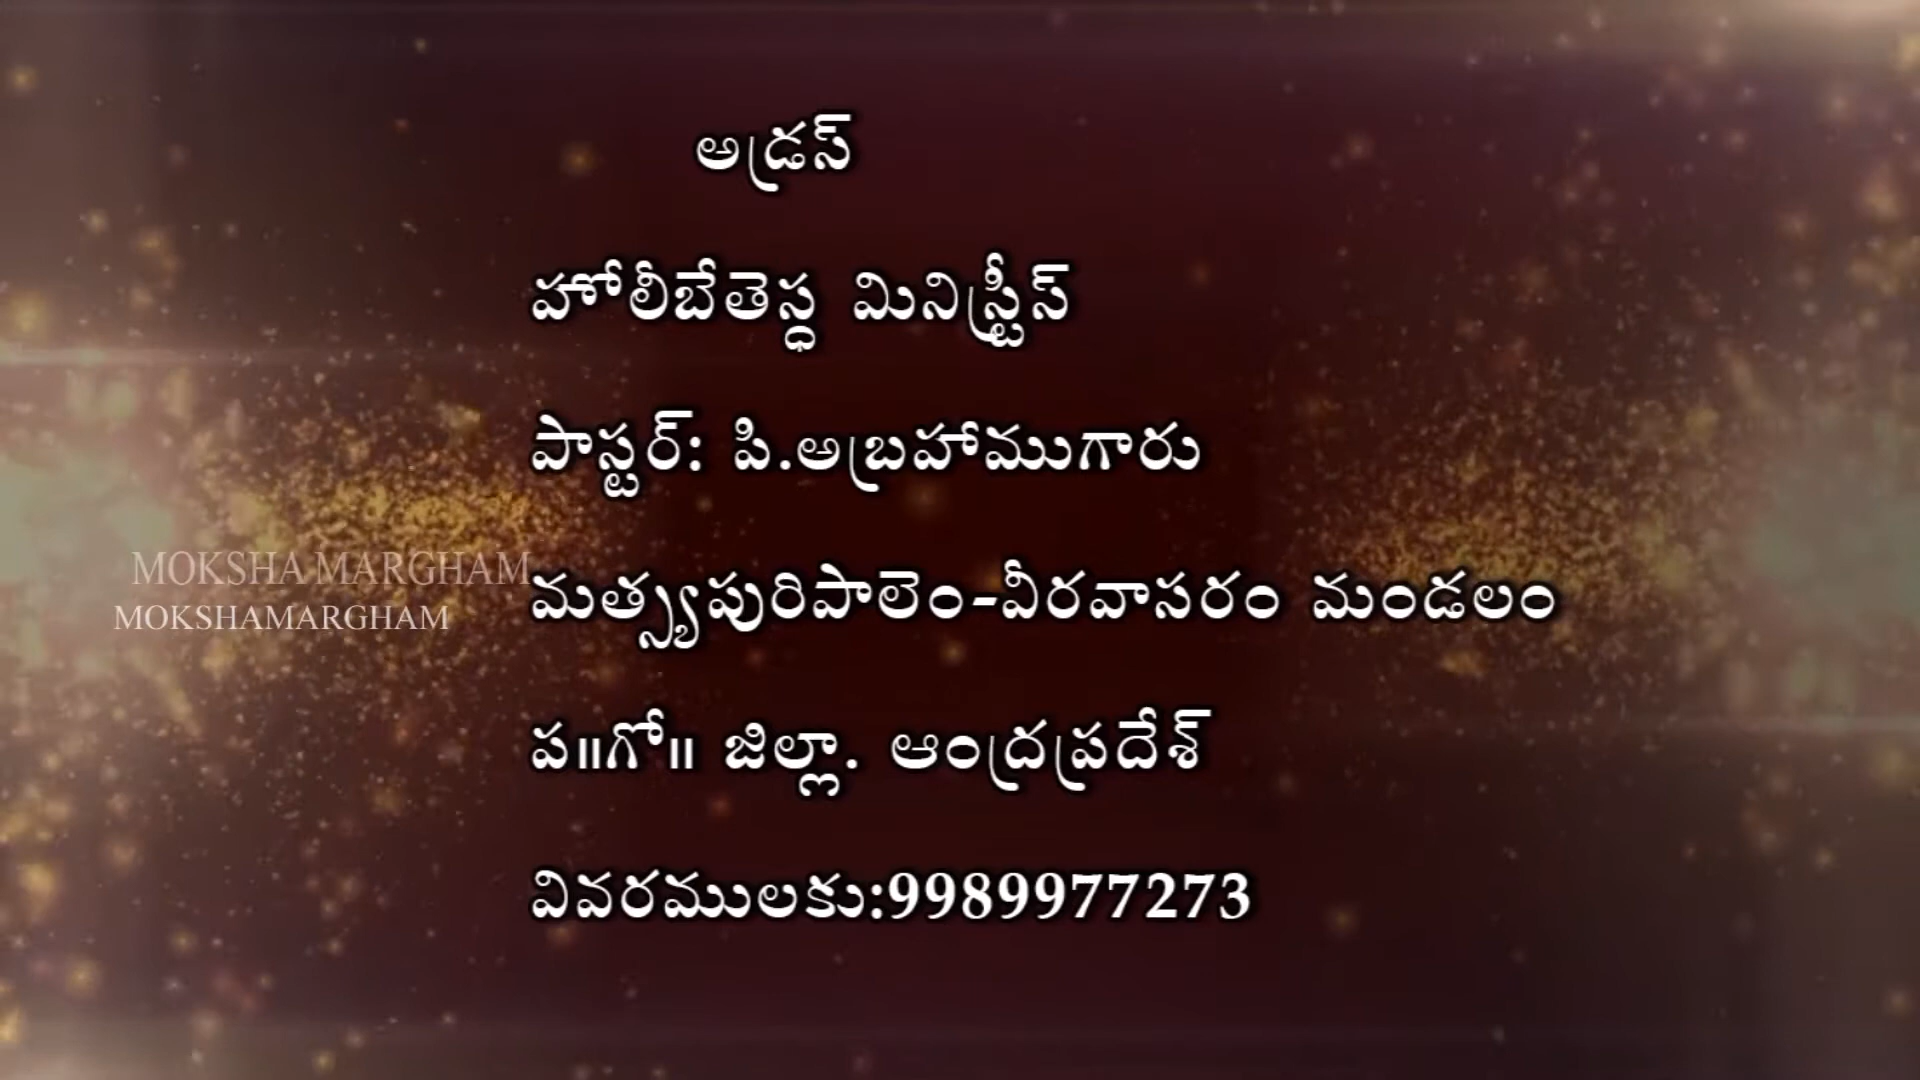 అడ్రస్
హోలీబేతెస్ధ మినిస్ట్రీస్
పాస్టర్: పి.అబ్రహాముగారు
MOKSHA MARGHAM
MOKSHAMARGHAM
మత్స్యపురిపాలెం-వీరవాసరం మండలం
ప॥గో॥ జిల్లా. ఆంద్రప్రదేశ్
వివరములకు:9989977273